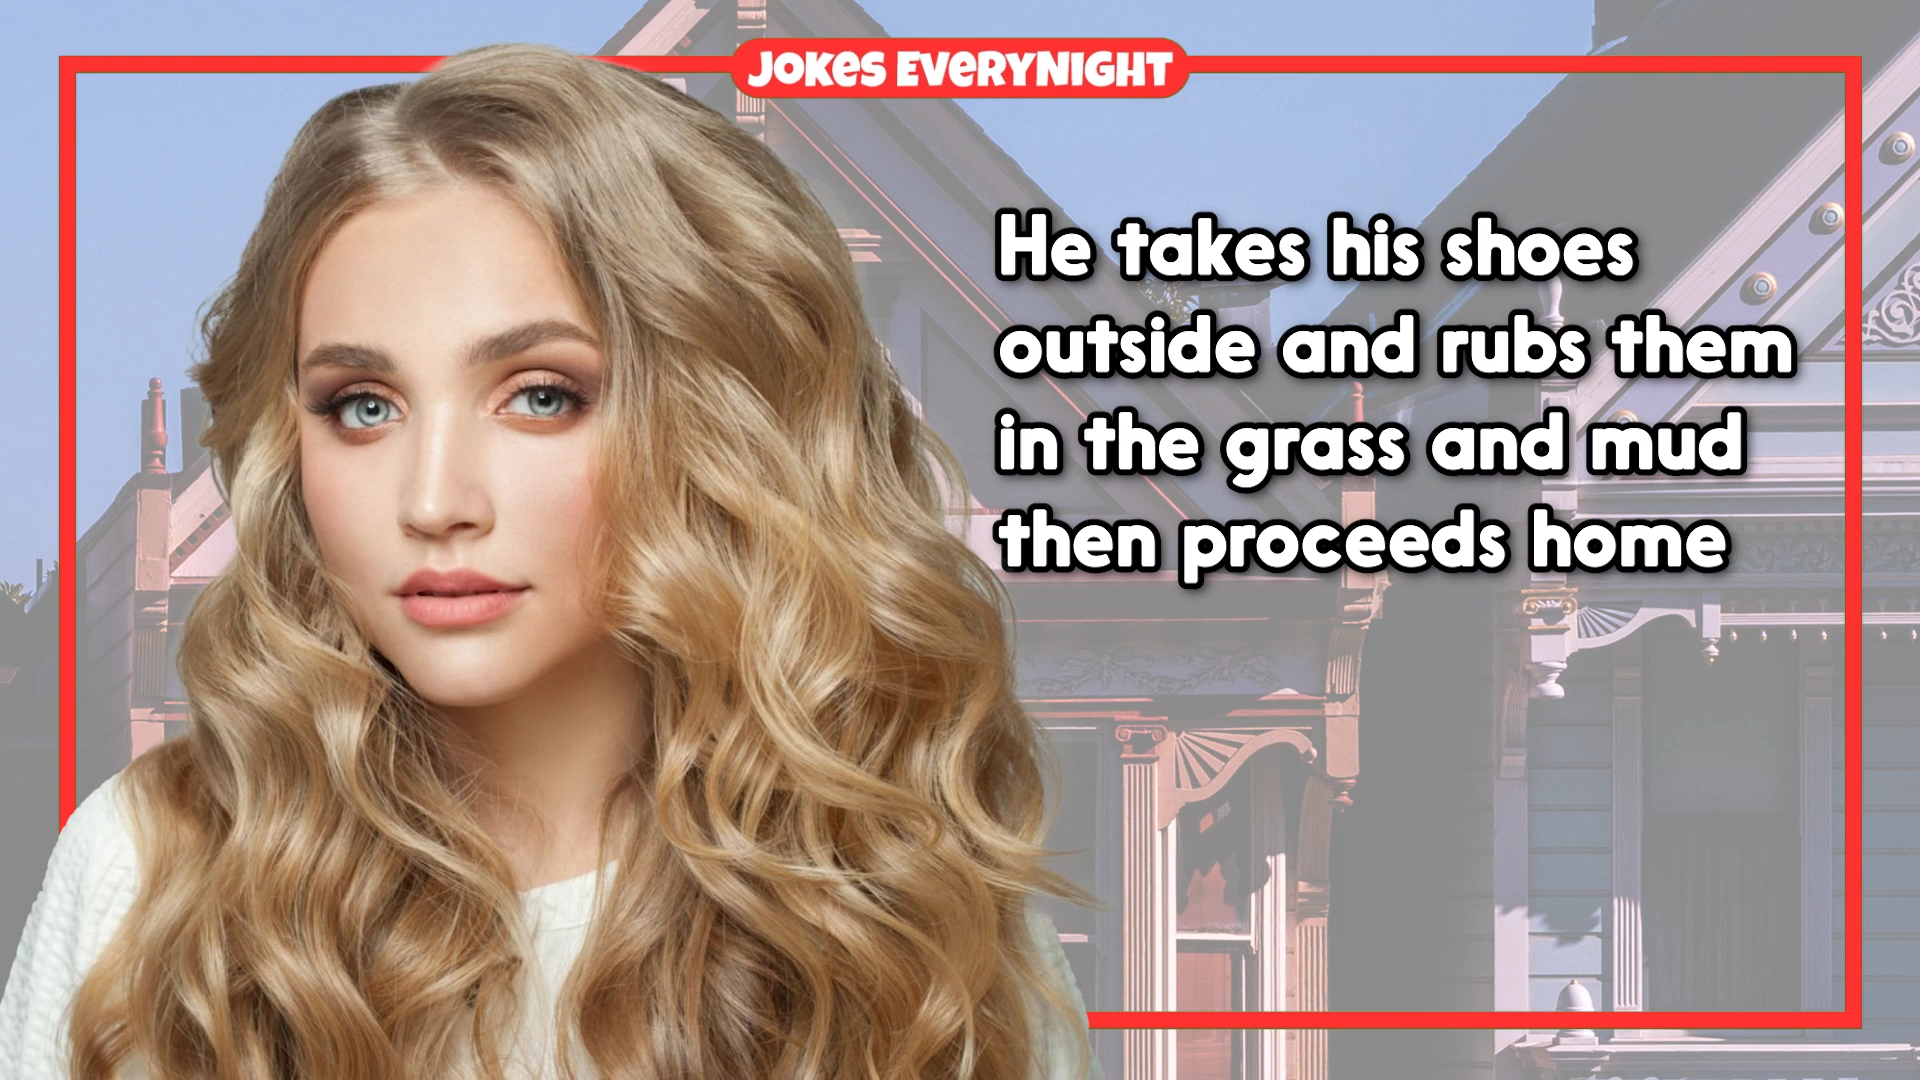 JOKES EVERYNIGHT
He takes his shoes
outside and rubs them
in the grass and mud
then proceeds home